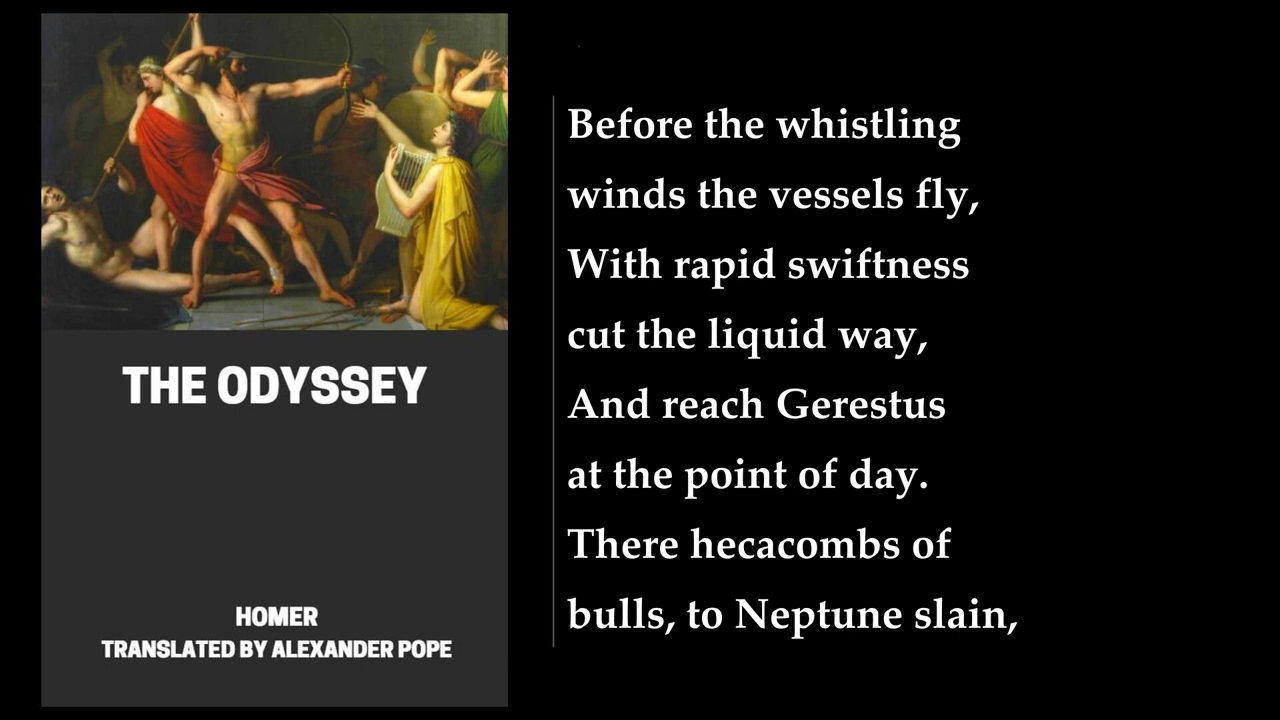 THE ODYSSEY
HOMER
TRANSLATED BY ALEXANDER POPE
Before the whistling
winds the vessels fly,
With rapid swiftness
cut the liquid way,
And reach Gerestus
at the point of day.
There hecacombs of
bulls, to Neptune slain,